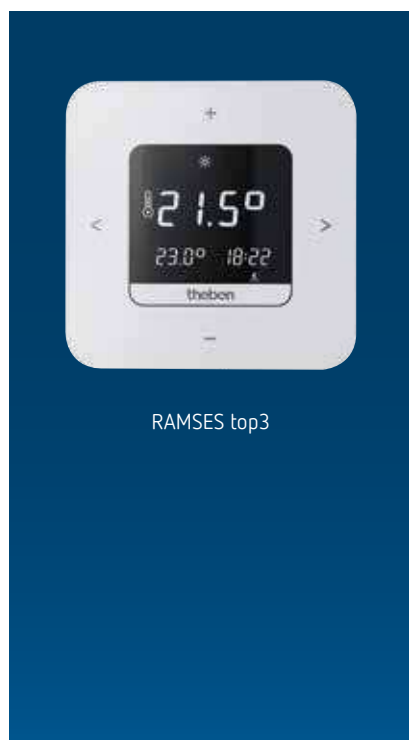 +
21.5°
< >
23.0° 18:22
theben
–
RAMSES top3